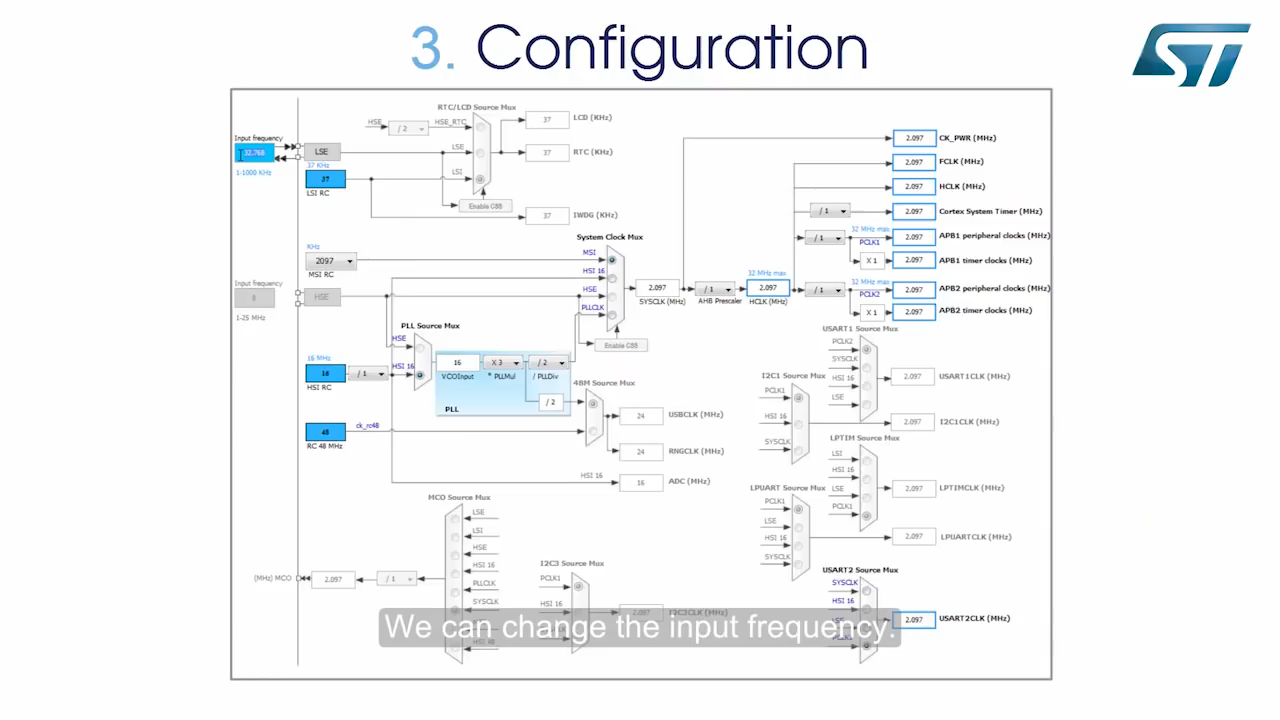 3. Configuration
ST
RTC/LCD Source Mux
HSE
/ 2
HSE_RTC
37
LCD (KHz)
Input frequency
32.768
1-1000 KHz
LSE
LSE
37
RTC (KHz)
37 KHz
37
LSI RC
LSI
Enable CSS
37
IWDG (KHz)
2.097
CK_PWR (MHz)
2.097
FCLK (MHz)
2.097
HCLK (MHz)
/ 1
2.097
Cortex System Timer (MHz)
System Clock Mux
KHz
2097
MSI RC
MSI
HSI 16
HSE
PLLCLK
Enable CSS
2.097
SYSCLK (MHz)
/ 1
AHB Prescaler
32 MHz max
2.097
HCLK (MHz)
/ 1
32 MHz max
PCLK1
2.097
APB1 peripheral clocks (MHz)
X 1
2.097
APB1 timer clocks (MHz)
/ 1
32 MHz max
PCLK2
2.097
APB2 peripheral clocks (MHz)
X 1
2.097
APB2 timer clocks (MHz)
Input frequency
8
1-25 MHz
HSE
PLL Source Mux
HSE
HSI 16
16 MHz
16
HSI RC
/ 1
16
VCOInput
X 3
* PLLMul
/ 2
/ PLLDiv
/ 2
PLL
48
RC 48 MHz
ck_rc48
48M Source Mux
24
USBCLK (MHz)
24
RNGCLK (MHz)
HSI 16
16
ADC (MHz)
USART1 Source Mux
PCLK2
SYSCLK
HSI 16
LSE
2.097
USART1CLK (MHz)
I2C1 Source Mux
PCLK1
HSI 16
SYSCLK
2.097
I2C1CLK (MHz)
LPTIM Source Mux
LSI
HSI 16
LSE
PCLK1
2.097
LPTIMCLK (MHz)
LPUART Source Mux
PCLK1
LSE
HSI 16
SYSCLK
2.097
LPUARTCLK (MHz)
MCO Source Mux
LSE
LSI
HSE
HSI 16
PLLCLK
SYSCLK
(MHz) MCO
2.097
/ 1
I2C3 Source Mux
PCLK1
HSI 16
2.097
I2C3CLK (MHz)
USART2 Source Mux
SYSCLK
HSI 16
2.097
USART2CLK (MHz)
We can change the input frequency.